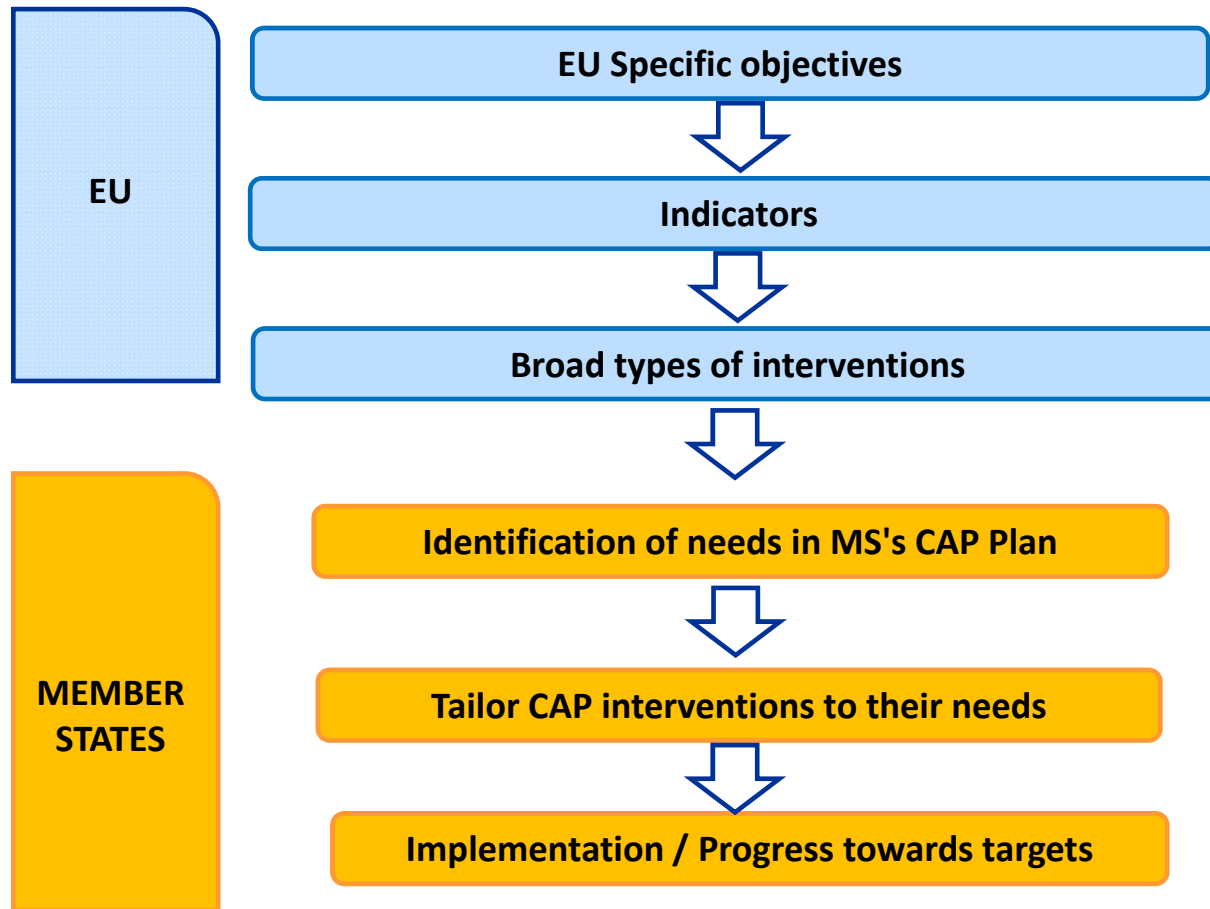 EU Specific objectives
EU
Indicators
Broad types of interventions
Identification of needs in MS's CAP Plan
MEMBER
STATES
Tailor CAP interventions to their needs
Implementation / Progress towards targets